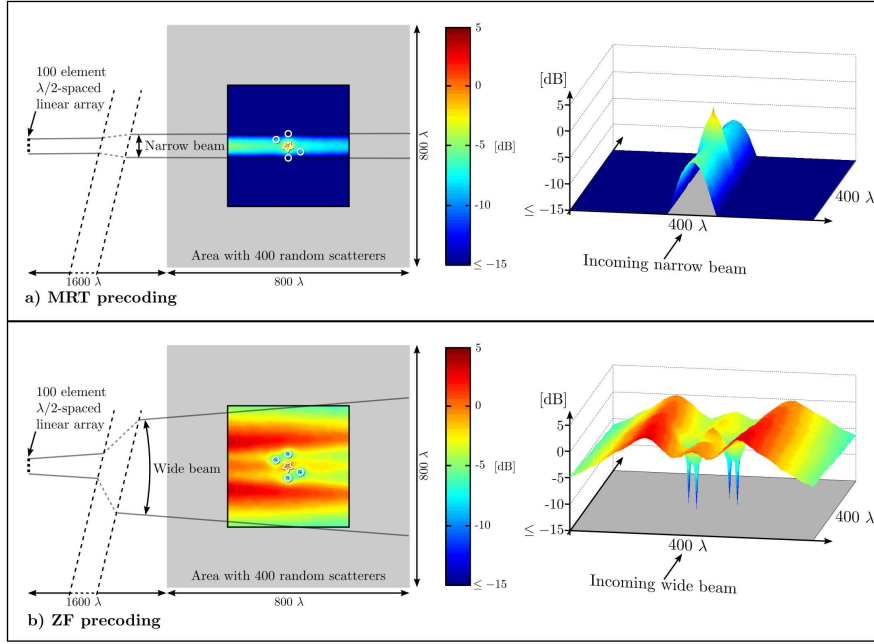 100 element
λ/2-spaced
linear array
Narrow beam
Area with 400 random scatterers
1600 λ
800 λ
800 λ
a) MRT precoding
5
0
[dB]
-5
-10
≤ -15
[dB]
5
0
-5
-10
≤ -15
400 λ
400 λ
Incoming narrow beam
100 element
λ/2-spaced
linear array
Wide beam
Area with 400 random scatterers
1600 λ
800 λ
800 λ
b) ZF precoding
5
0
[dB]
-5
-10
≤ -15
[dB]
5
0
-5
-10
≤ -15
400 λ
400 λ
Incoming wide beam